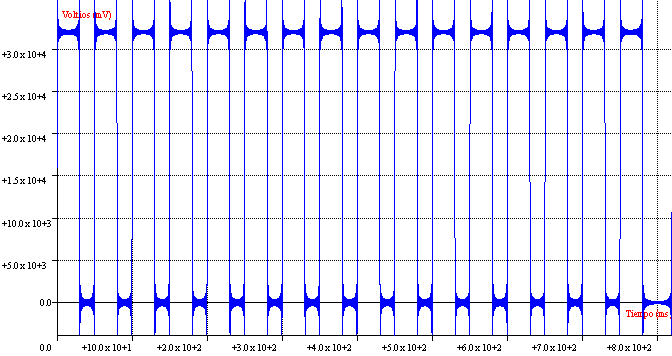 Voltios (mV)
+3.0 x 10+4
+2.5 x 10+4
+2.0 x 10+4
+1.5 x 10+4
+10.0 x 10+3
+5.0 x 10+3
0.0
Tiempo (ms
0.0 +10.0 x 10+1 +2.0 x 10+2 +3.0 x 10+2 +4.0 x 10+2 +5.0 x 10+2 +6.0 x 10+2 +7.0 x 10+2 +8.0 x 10+2